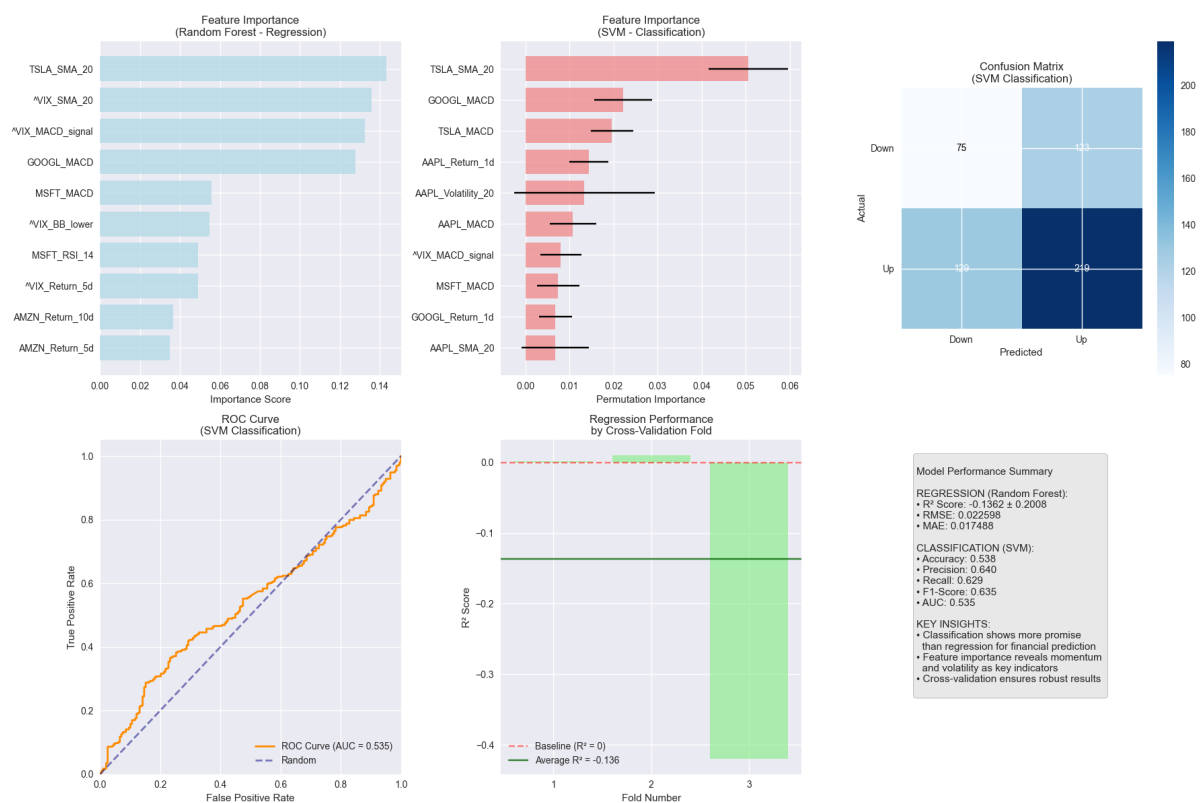 Feature Importance
(Random Forest - Regression)
TSLA_SMA_20
^VIX_SMA_20
^VIX_MACD_signal
GOOGL_MACD
MSFT_MACD
^VIX_BB_lower
MSFT_RSI_14
^VIX_Return_5d
AMZN_Return_10d
AMZN_Return_5d
0.00 0.02 0.04 0.06 0.08 0.10 0.12 0.14
Importance Score
Feature Importance
(SVM - Classification)
TSLA_SMA_20
GOOGL_MACD
TSLA_MACD
AAPL_Return_1d
AAPL_Volatility_20
AAPL_MACD
^VIX_MACD_signal
MSFT_MACD
GOOGL_Return_1d
AAPL_SMA_20
0.00 0.01 0.02 0.03 0.04 0.05 0.06
Permutation Importance
Confusion Matrix
(SVM Classification)
Actual
Down
75 123
Up
129 219
Down Up
Predicted
200
180
160
140
120
100
80
ROC Curve
(SVM Classification)
True Positive Rate
1.0
0.8
0.6
0.4
0.2
0.0
ROC Curve (AUC = 0.535)
Random
0.0 0.2 0.4 0.6 0.8 1.0
False Positive Rate
Regression Performance
by Cross-Validation Fold
R² Score
0.0
−0.1
−0.2
−0.3
−0.4
Baseline (R² = 0)
Average R² = -0.136
1 2 3
Fold Number
Model Performance Summary
REGRESSION (Random Forest):
• R² Score: -0.1362 ± 0.2008
• RMSE: 0.022598
• MAE: 0.017488
CLASSIFICATION (SVM):
• Accuracy: 0.538
• Precision: 0.640
• Recall: 0.629
• F1-Score: 0.635
• AUC: 0.535
KEY INSIGHTS:
• Classification shows more promise
than regression for financial prediction
• Feature importance reveals momentum
and volatility as key indicators
• Cross-validation ensures robust results